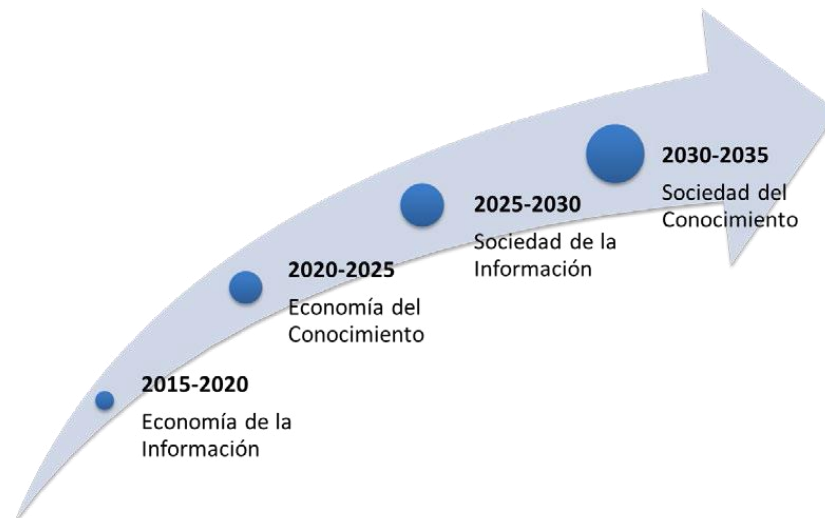 2030-2035
Sociedad del
Conocimiento
2025-2030
Sociedad de la
Información
2020-2025
Economía del
Conocimiento
2015-2020
Economía de la
Información